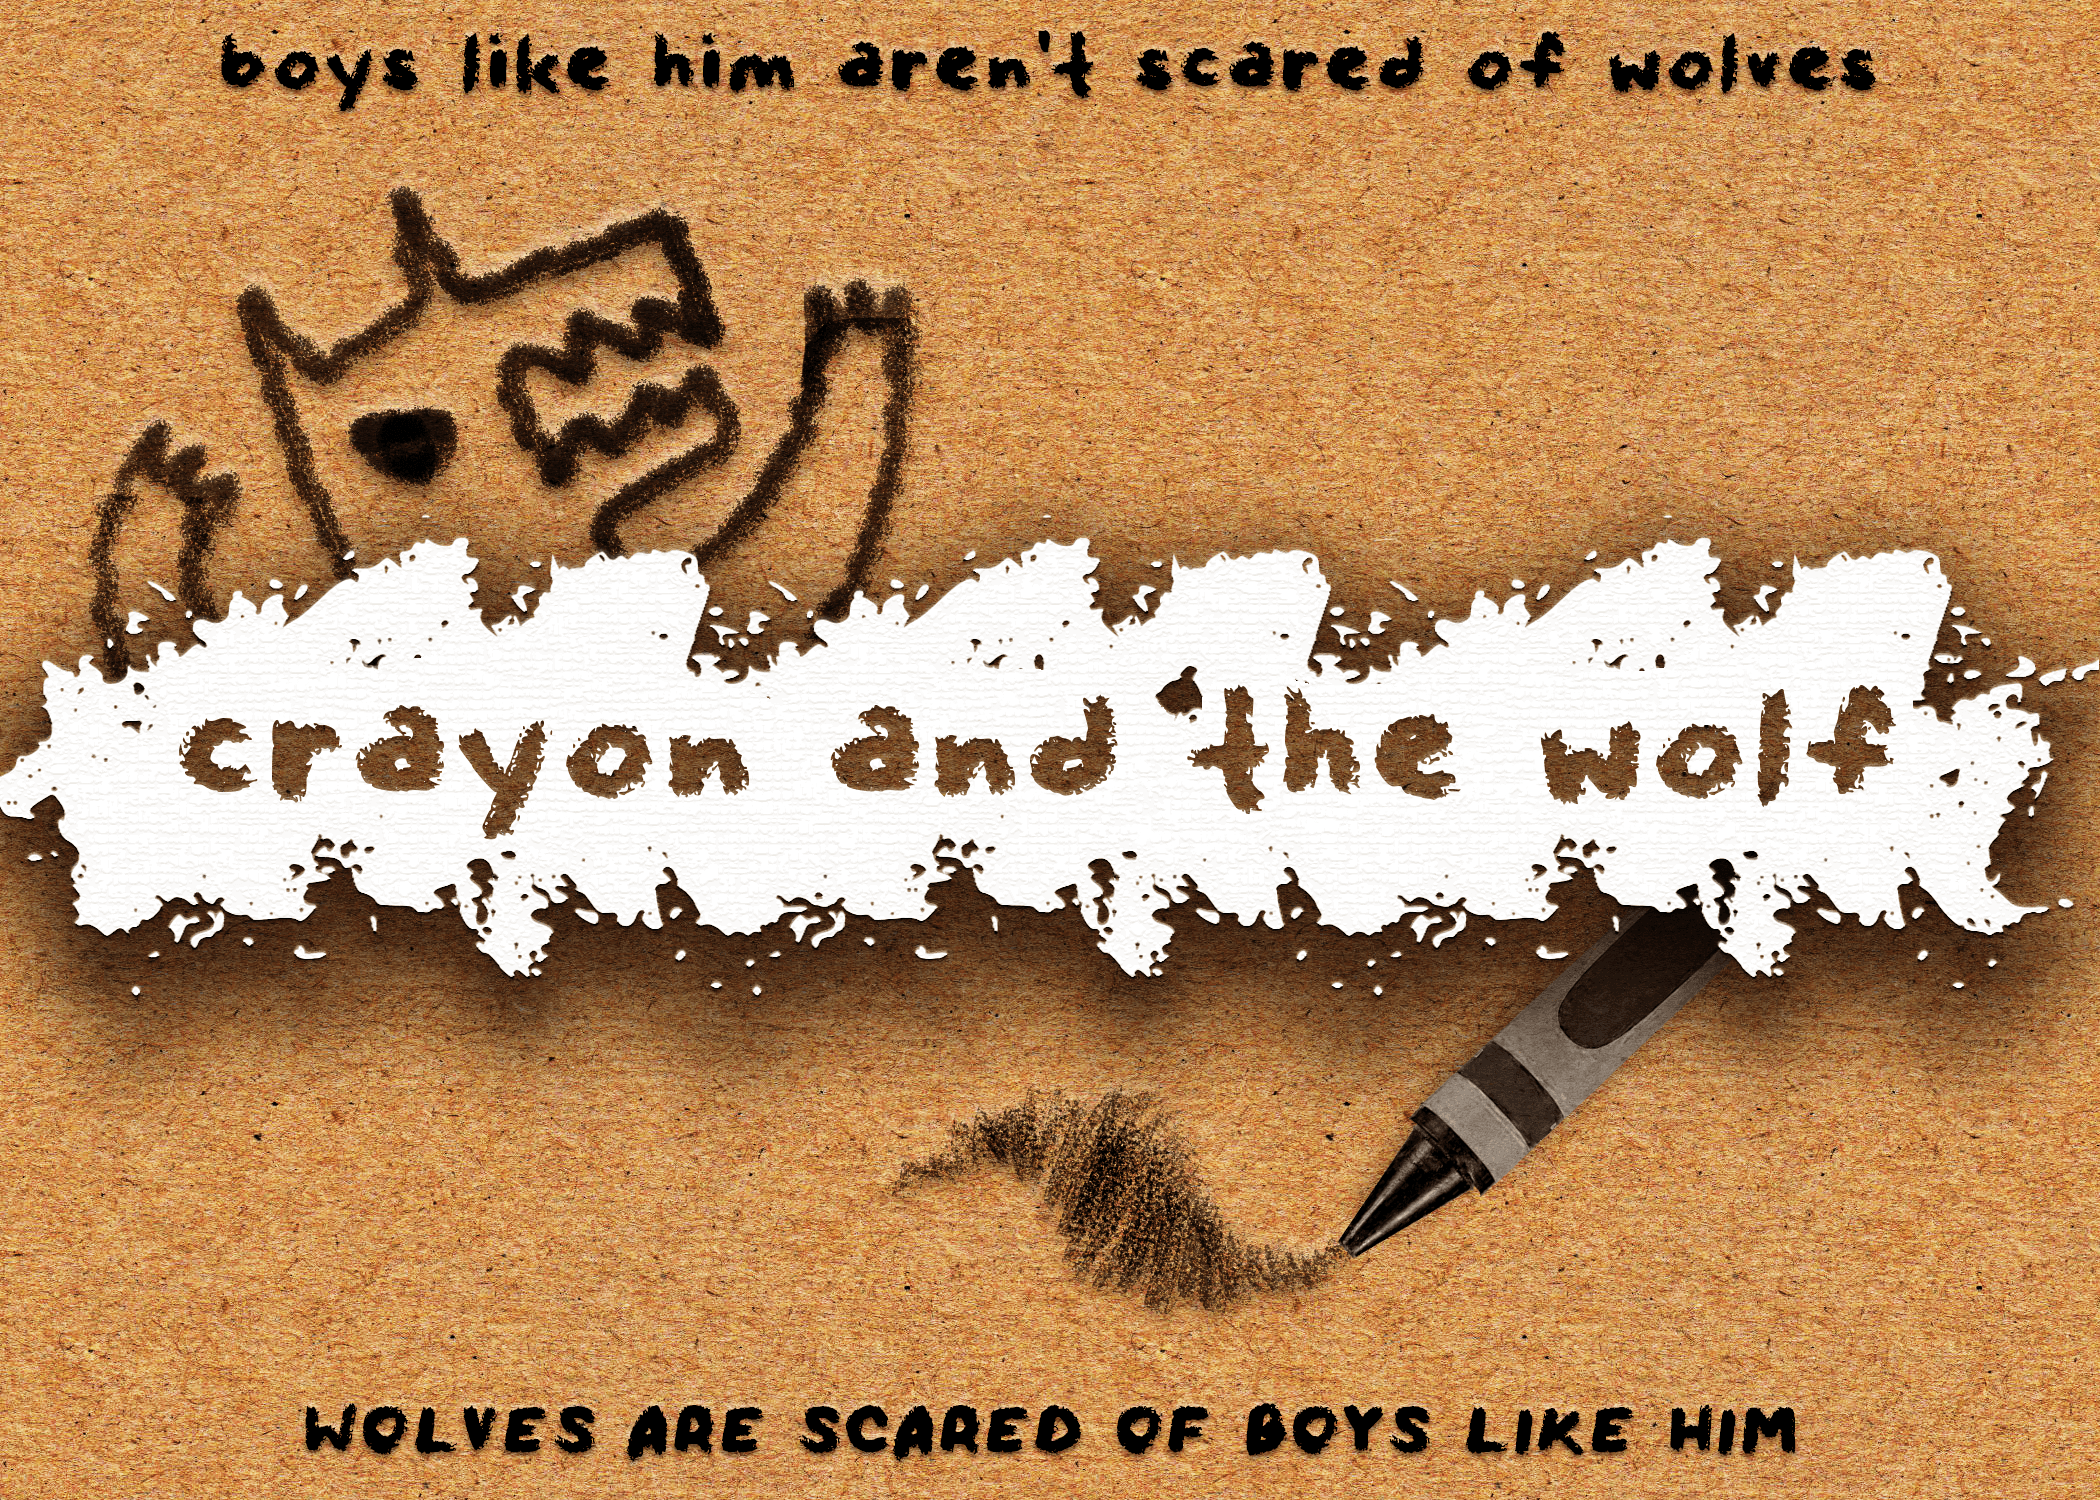 boys like him aren't scared of wolves
crayon and the wolf
WOLVES ARE SCARED OF BOYS LIKE HIM